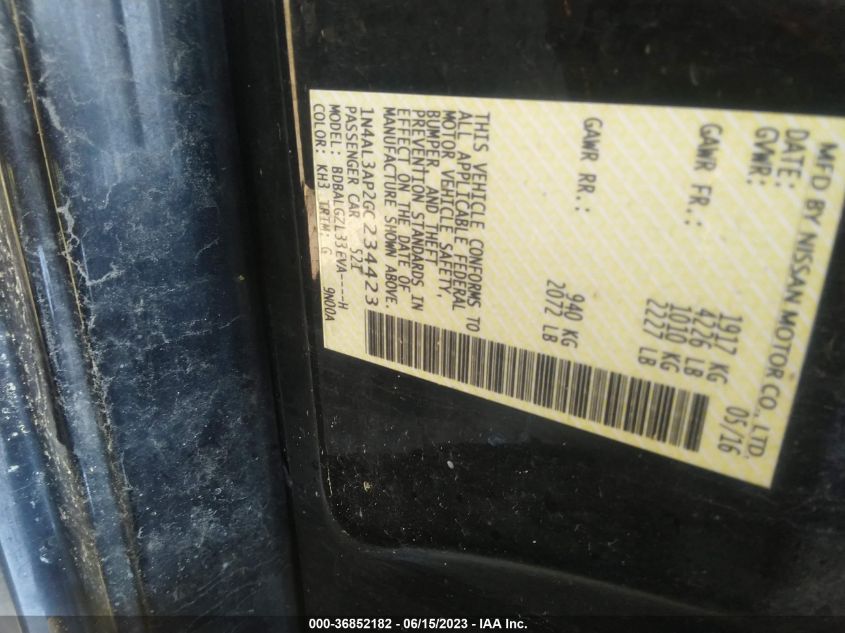 MFD BY NISSAN MOTOR CO., LTD.
DATE: 05/16
GVWR: 1917 KG
4226 LB
GAWR FR.: 1010 KG
2227 LB
GAWR RR.: 940 KG
2072 LB
THIS VEHICLE CONFORMS TO
ALL APPLICABLE FEDERAL
MOTOR VEHICLE SAFETY,
BUMPER, AND THEFT
PREVENTION STANDARDS IN
EFFECT ON THE DATE OF
MANUFACTURE SHOWN ABOVE.
1N4AL3AP2GC234423
PASSENGER CAR 52I
MODEL: BDBALGZL33EVA----H
COLOR: KH3 TRIM: G 9N00A
000-36852182 - 06/15/2023 - IAA Inc.